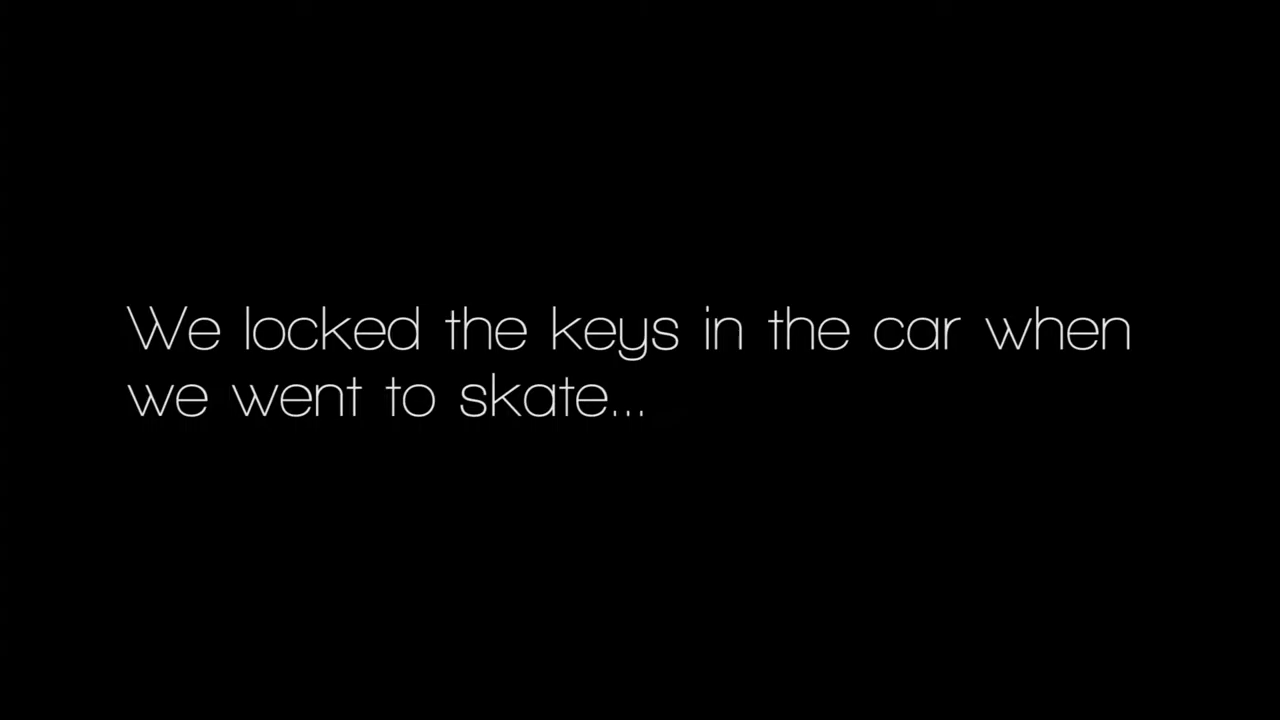 We locked the keys in the car when
we went to skate...